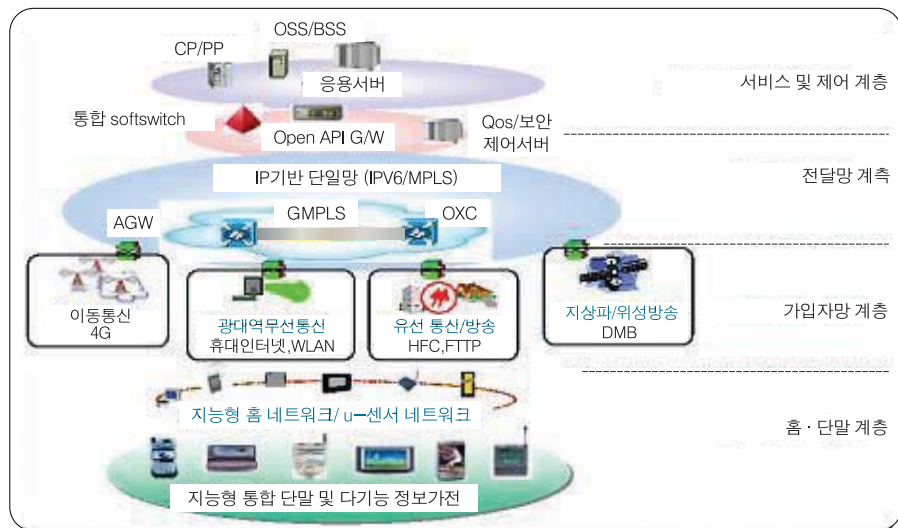 OSS/BSS
CP/PP
응용서버
서비스 및 제어 계층
통합 softswitch
Open API G/W
Qos/보안
제어서버
IP기반 단일망 (IPV6/MPLS)
전달망 계측
AGW
GMPLS
OXC
이동통신
4G
광대역무선통신
휴대인터넷,WLAN
유선 통신/방송
HFC,FTTP
지상파/위성방송
DMB
가입자망 계층
지능형 홈 네트워크/ u-센서 네트워크
홈 · 단말 계층
지능형 통합 단말 및 다기능 정보가전